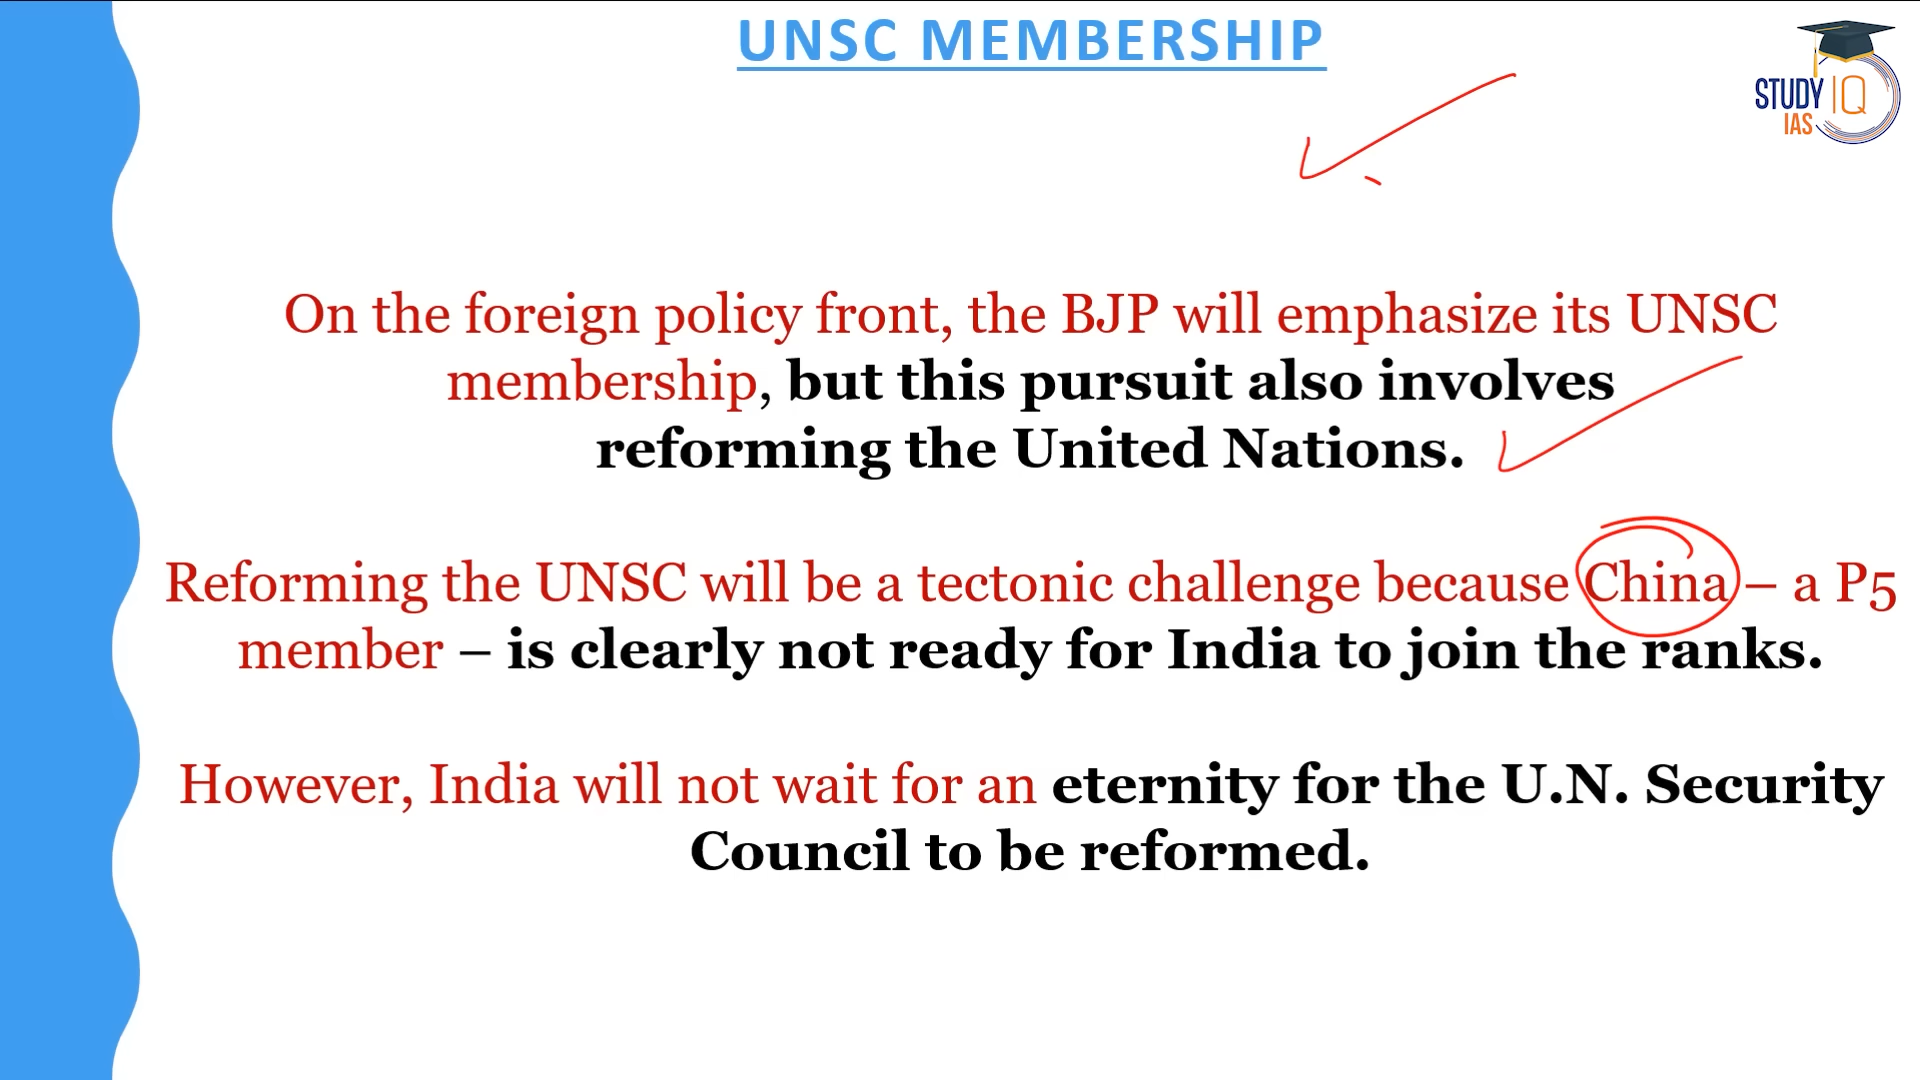 UNSC MEMBERSHIP
STUDY IQ
IAS
On the foreign policy front, the BJP will emphasize its UNSC
membership, but this pursuit also involves
reforming the United Nations.
Reforming the UNSC will be a tectonic challenge because China – a P5
member – is clearly not ready for India to join the ranks.
However, India will not wait for an eternity for the U.N. Security
Council to be reformed.